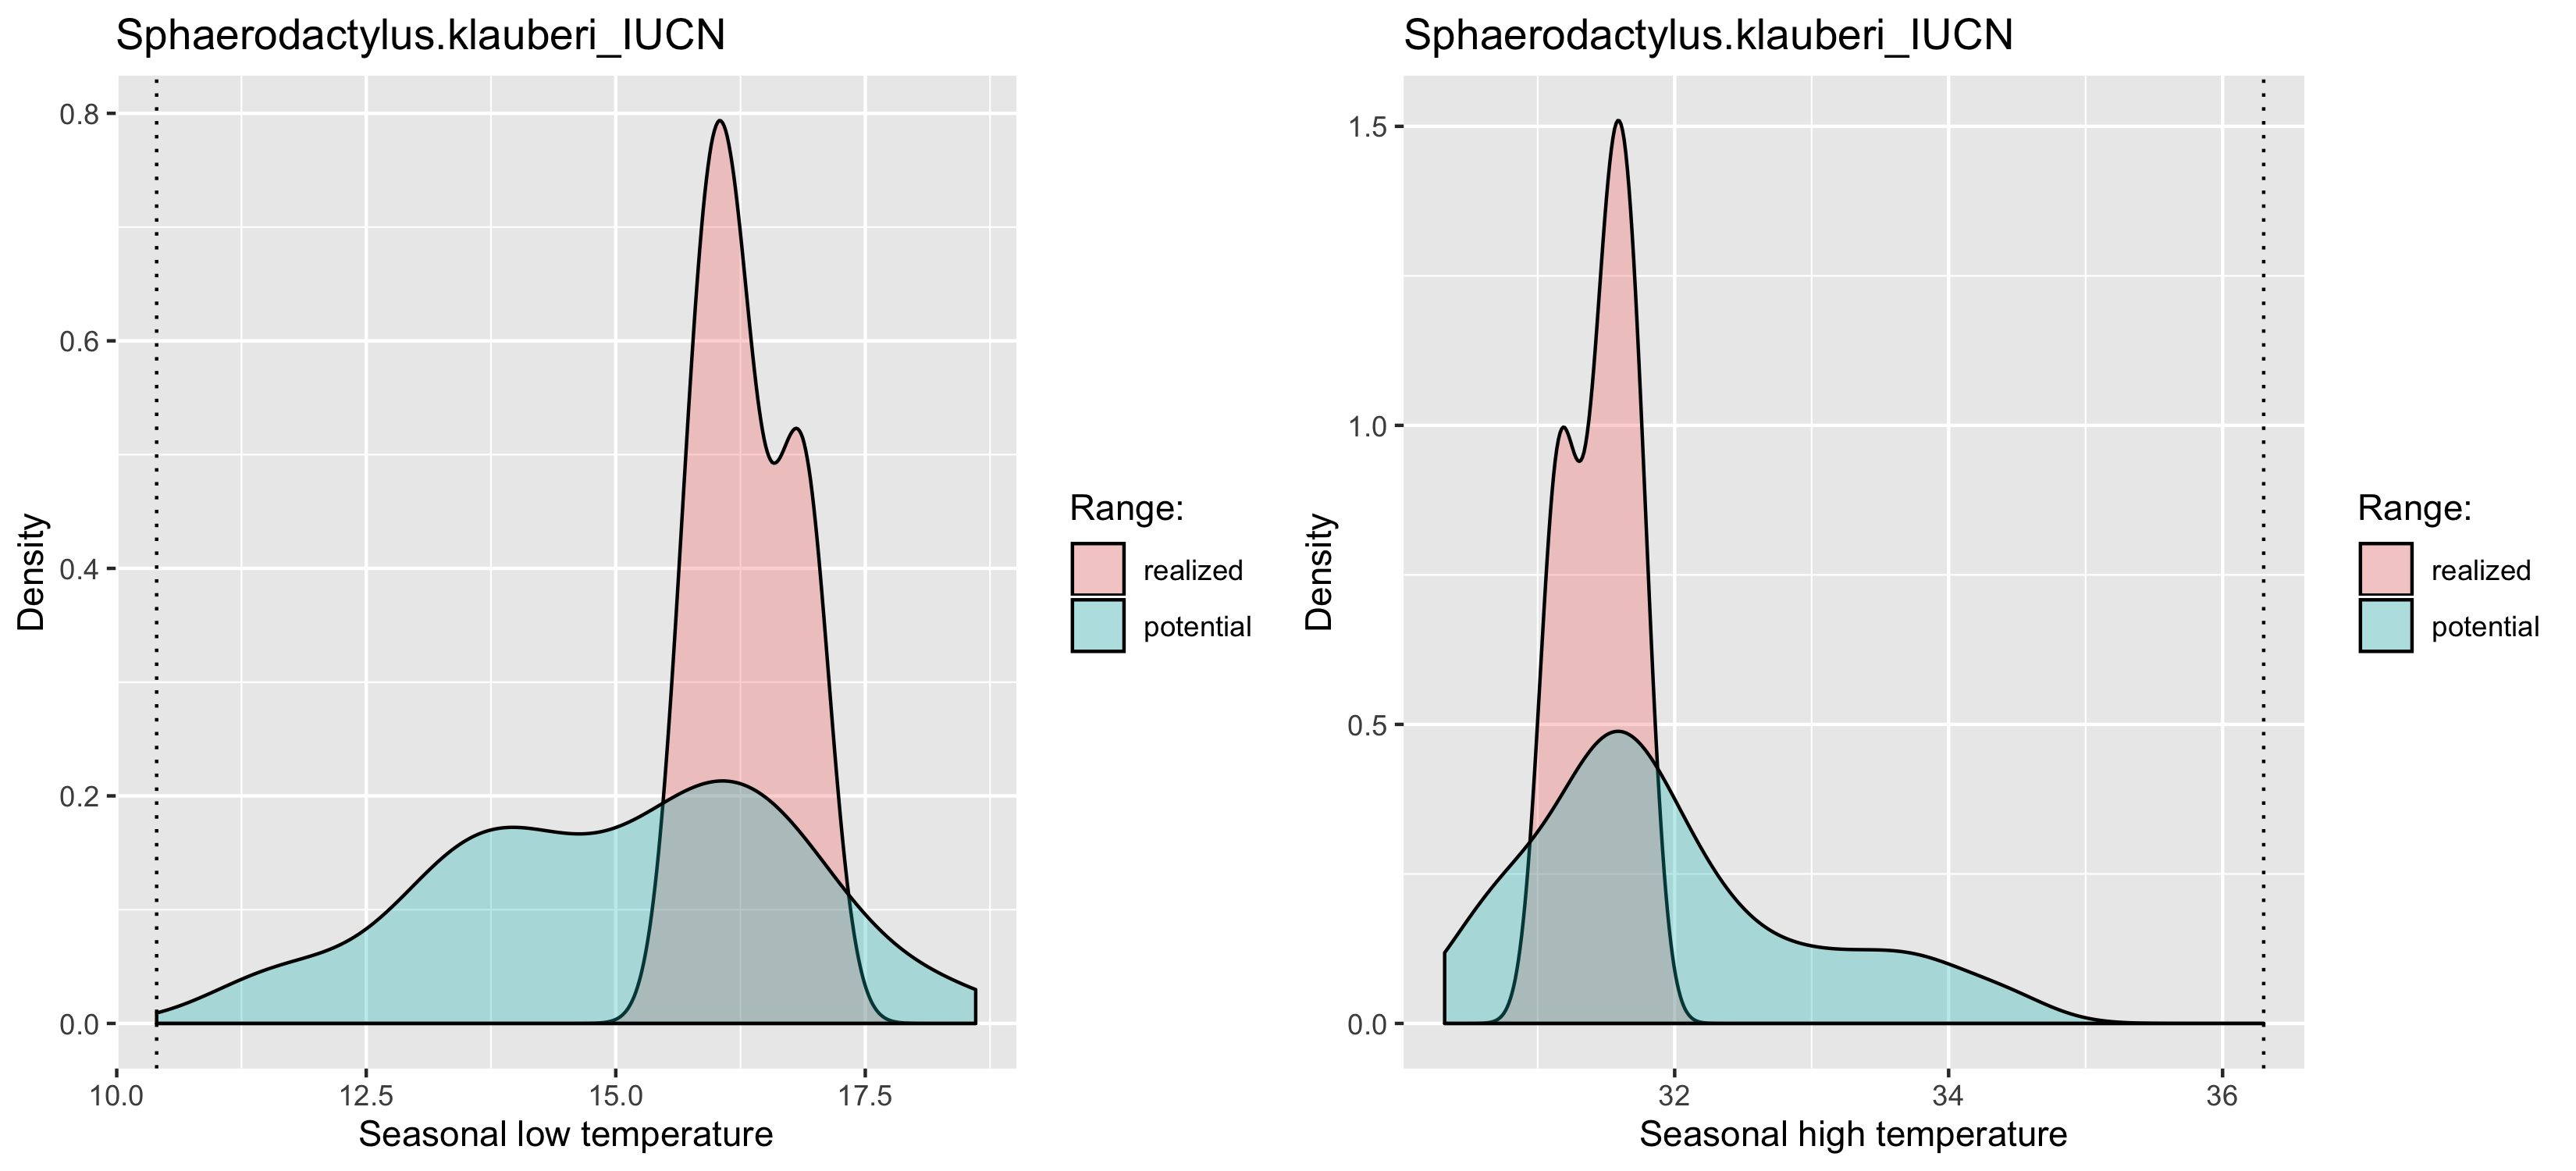 Sphaerodactylus.klauberi_IUCN
0.8
0.6
0.4
0.2
0.0
Density
10.0 12.5 15.0 17.5
Seasonal low temperature
Range:
realized
potential
Sphaerodactylus.klauberi_IUCN
1.5
1.0
0.5
0.0
Density
32 34 36
Seasonal high temperature
Range:
realized
potential